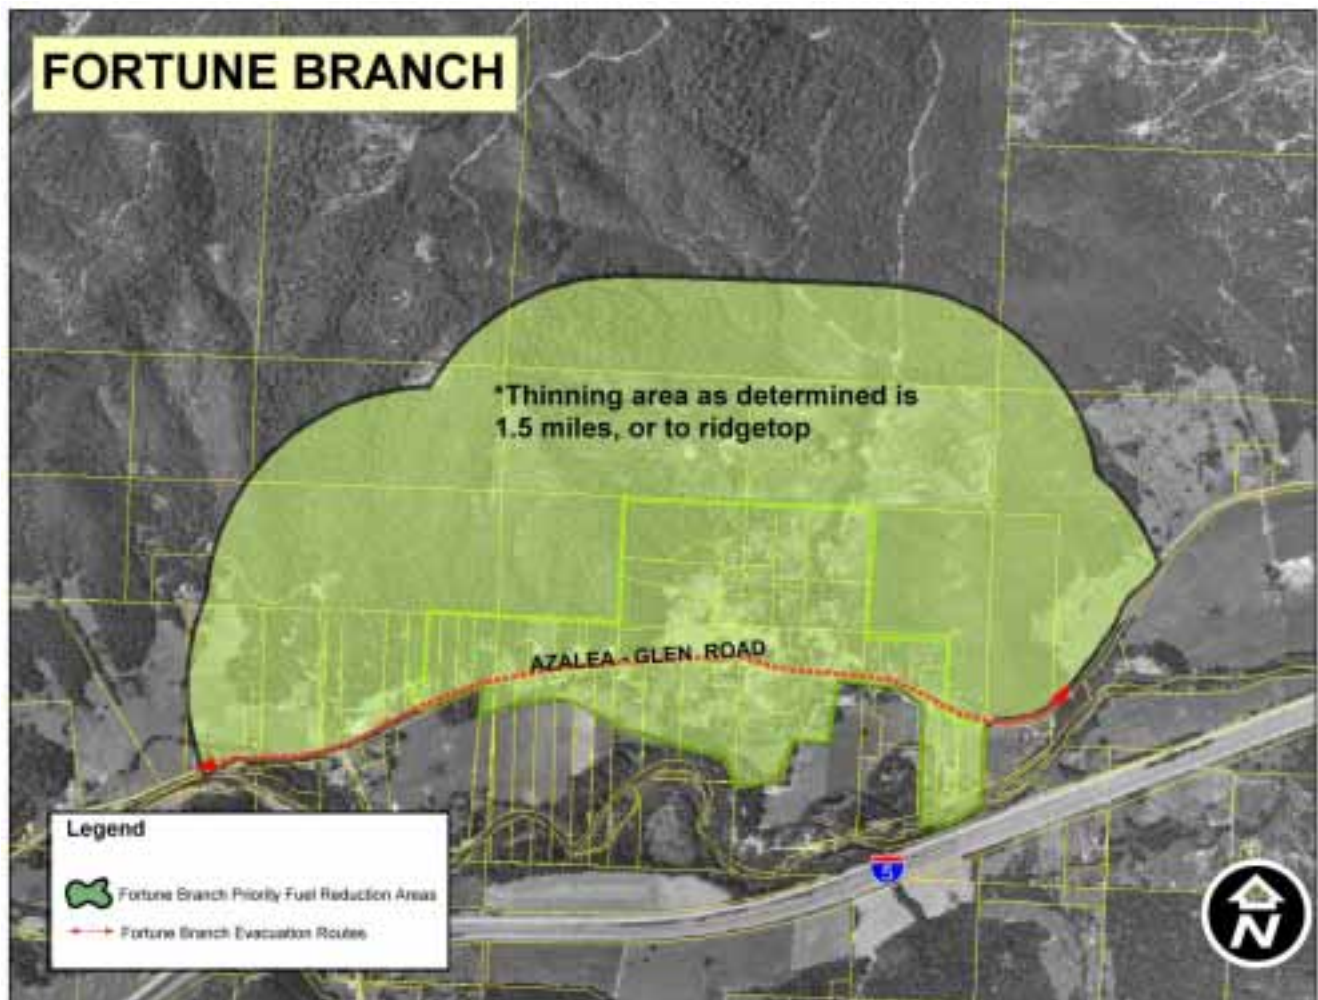 FORTUNE BRANCH
*Thinning area as determined is
1.5 miles, or to ridgetop
AZALEA - GLEN ROAD
5
Legend
Fortune Branch Priority Fuel Reduction Areas
Fortune Branch Evacuation Routes
N